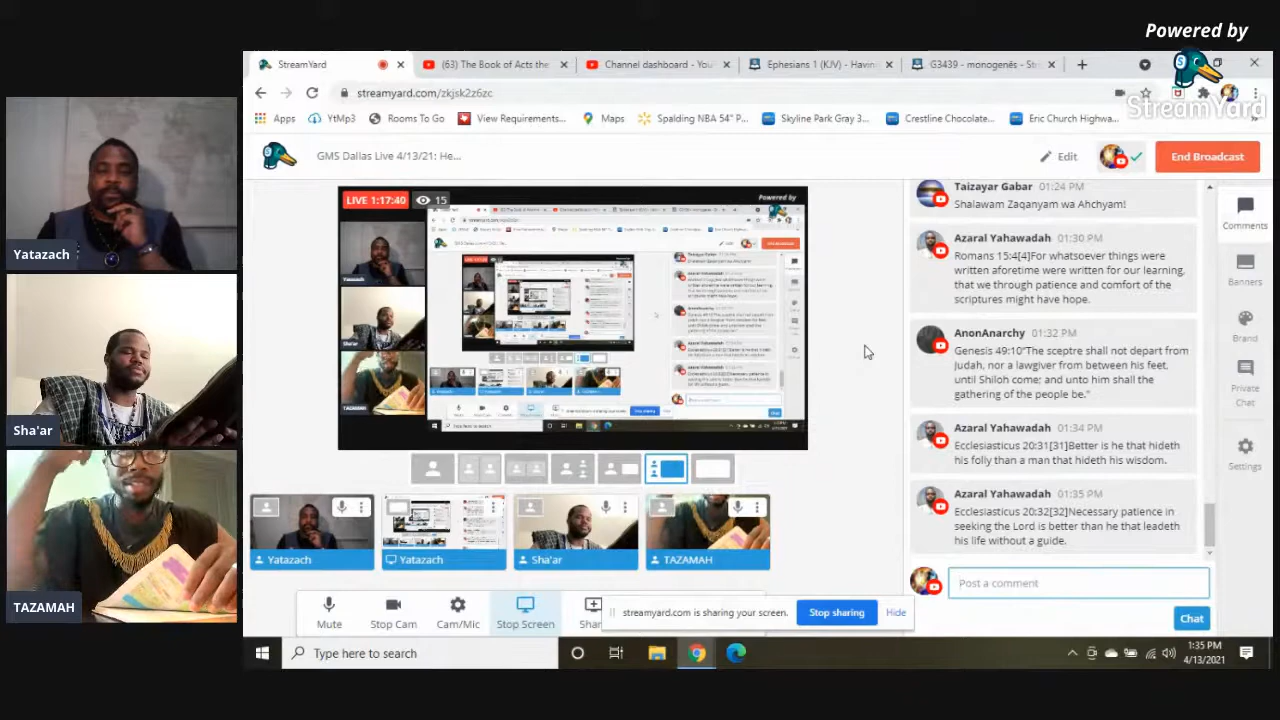 Powered by
StreamYard
Yatazach
Sha'ar
TAZAMAH
StreamYard
(63) The Book of Acts the
Channel dashboard - You
Ephesians 1 (KJV) - Havin
G3439 - monogenēs - St
streamyard.com/zkjsk2z6zc
Apps
YtMp3
Rooms To Go
View Requirements...
Maps
Spalding NBA 54" P...
Skyline Park Gray 3...
Crestline Chocolate...
Eric Church Highwa...
GMS Dallas Live 4/13/21: He...
Edit
End Broadcast
LIVE 1:17:40
15
Powered by
Yatazach
Sha'ar
TAZAMAH
Yatazach
Yatazach
Sha'ar
TAZAMAH
Mute
Stop Cam
Cam/Mic
Stop Screen
Shar
streamyard.com is sharing your screen.
Stop sharing
Hide
Taizayar Gabar 01:24 PM
Shalawam Zaqanyam wa Ahchyam!
Azaral Yahawadah 01:30 PM
Romans 15:4[4]For whatsoever things were
written aforetime were written for our learning,
that we through patience and comfort of the
scriptures might have hope.
AnonAnarchy 01:32 PM
Genesis 49:10"The sceptre shall not depart from
Judah, nor a lawgiver from between his feet,
until Shiloh come; and unto him shall the
gathering of the people be."
Azaral Yahawadah 01:34 PM
Ecclesiasticus 20:31[31]Better is he that hideth
his folly than a man that hideth his wisdom.
Azaral Yahawadah 01:35 PM
Ecclesiasticus 20:32[32]Necessary patience in
seeking the Lord is better than he that leadeth
his life without a guide.
Post a comment
Chat
Comments
Banners
Brand
Private
Chat
Settings
Type here to search
1:35 PM
4/13/2021